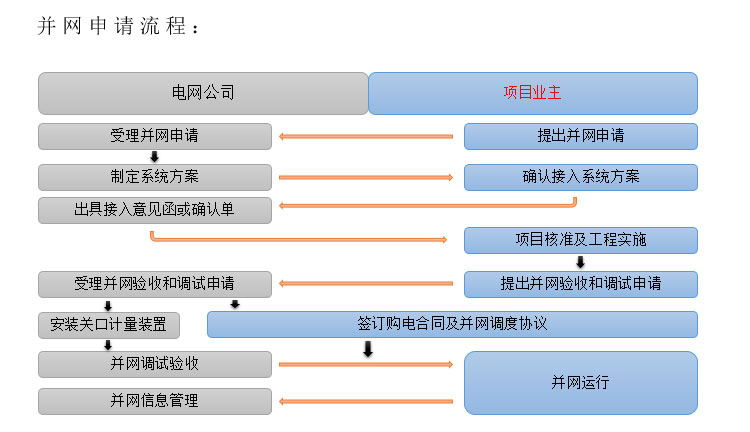 并网申请流程：
电网公司
项目业主
受理并网申请
提出并网申请
制定系统方案
确认接入系统方案
出具接入意见函或确认单
项目核准及工程实施
受理并网验收和调试申请
提出并网验收和调试申请
安装关口计量装置
签订购电合同及并网调度协议
并网调试验收
并网运行
并网信息管理